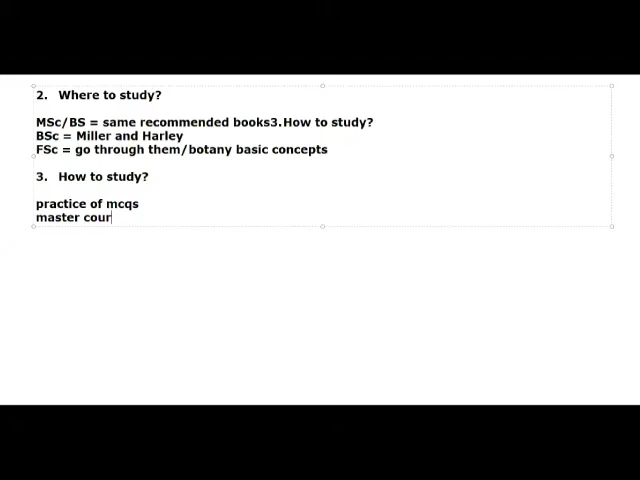 2. Where to study?
MSc/BS = same recommended books3.How to study?
BSc = Miller and Harley
FSc = go through them/botany basic concepts
3. How to study?
practice of mcqs
master cour